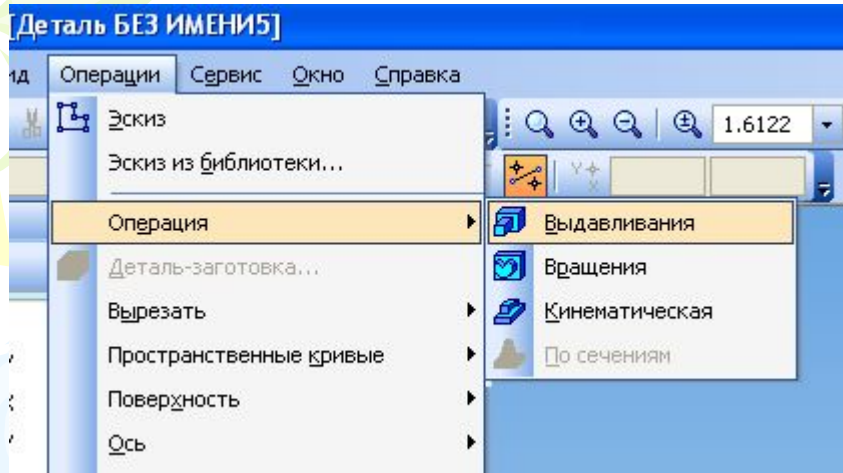 [Деталь БЕЗ ИМЕНИ5]
ид Операции Сервис Окно Справка
Эскиз
1.6122
Эскиз из библиотеки...
Операция
Выдавливания
Деталь-заготовка...
Вращения
Вырезать
Кинематическая
Пространственные кривые
По сечениям
Поверхность
Ось